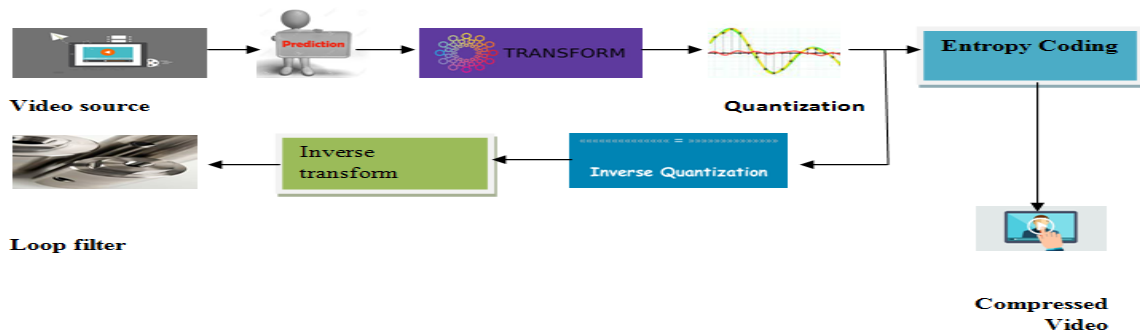 Prediction
TRANSFORM
Entropy Coding
Video source
Quantization
Inverse
transform
=
Inverse Quantization
Loop filter
Compressed
Video